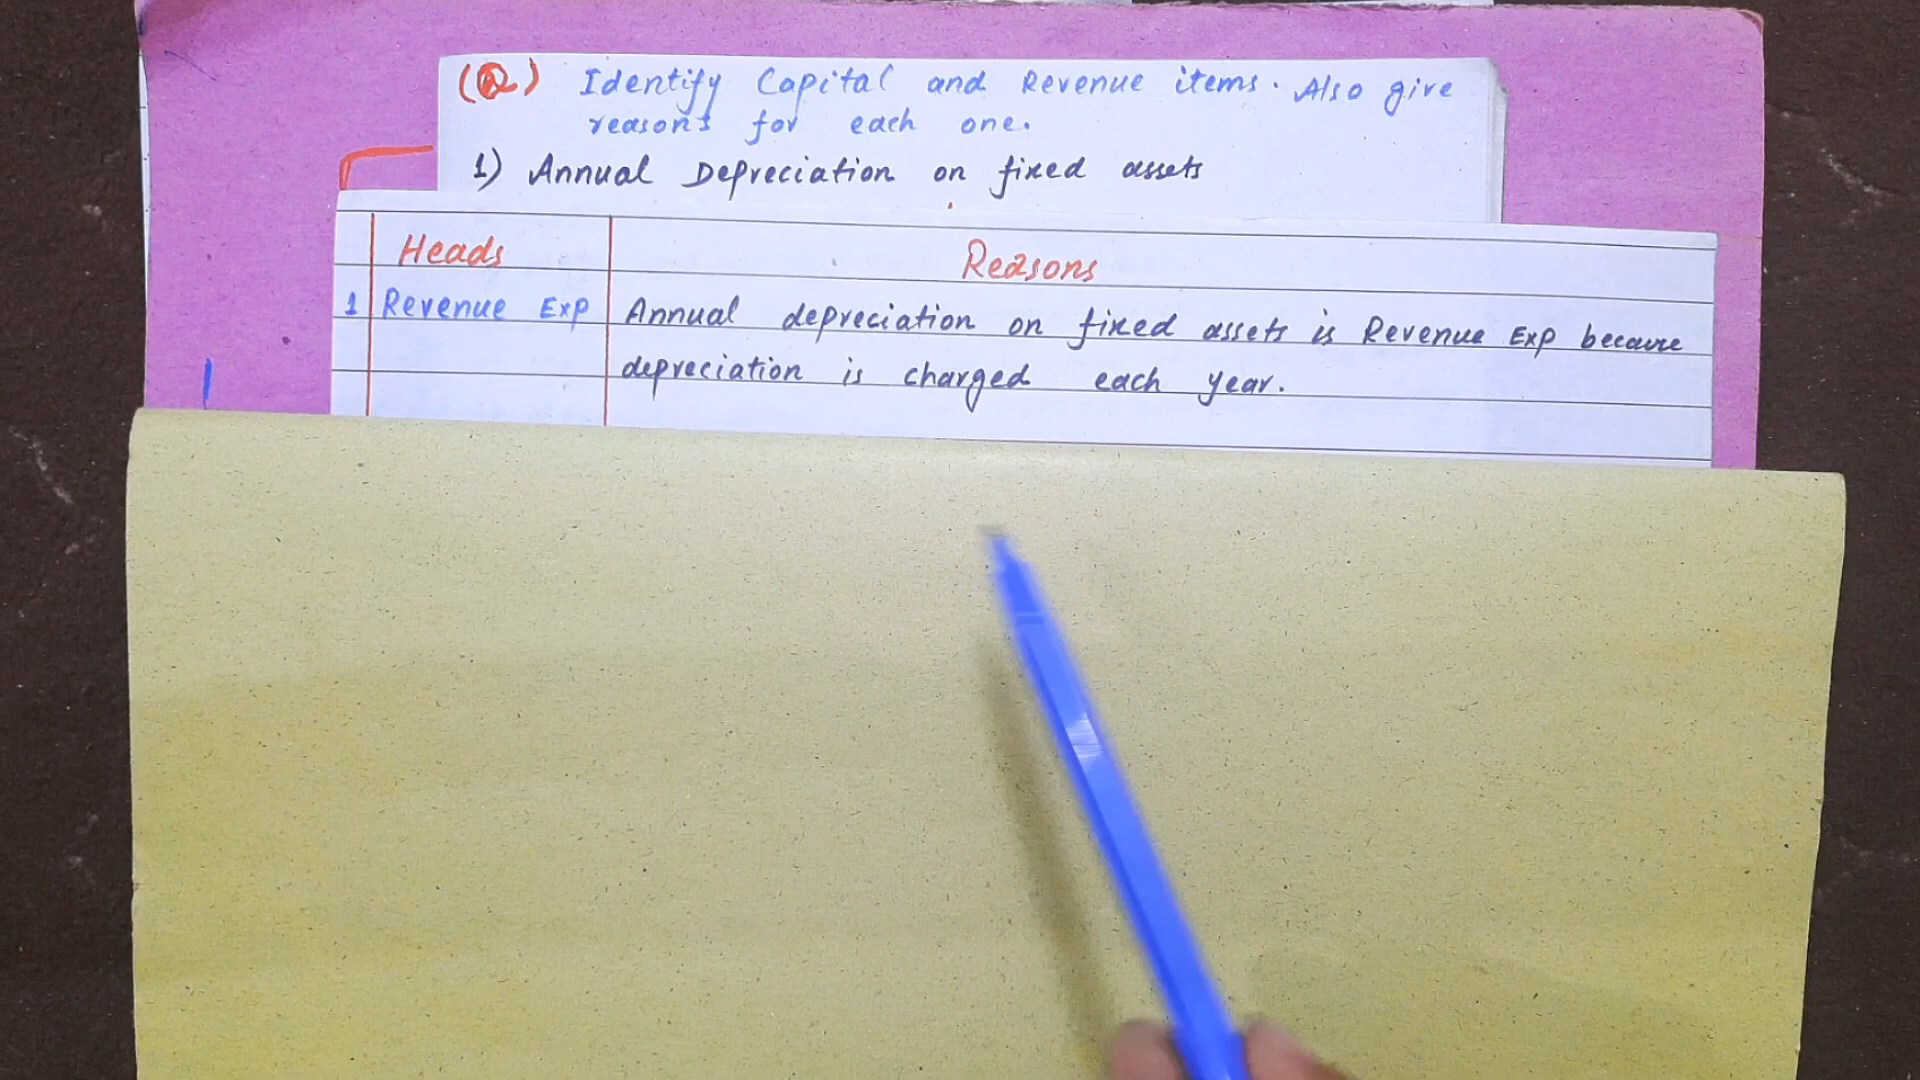 (Q) Identify Capital and Revenue items. Also give
reasons for each one.
1) Annual Depreciation on fixed assets
Heads Reasons
1 Revenue Exp Annual depreciation on fixed assets is Revenue Exp because
depreciation is charged each year.